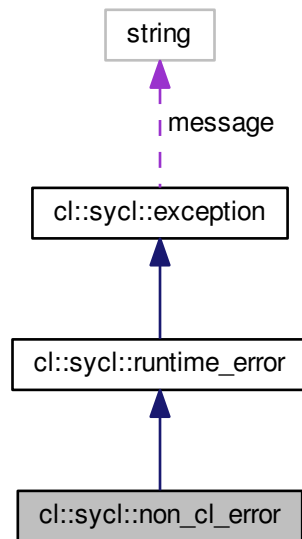 string
message
cl::sycl::exception
cl::sycl::runtime_error
cl::sycl::non_cl_error